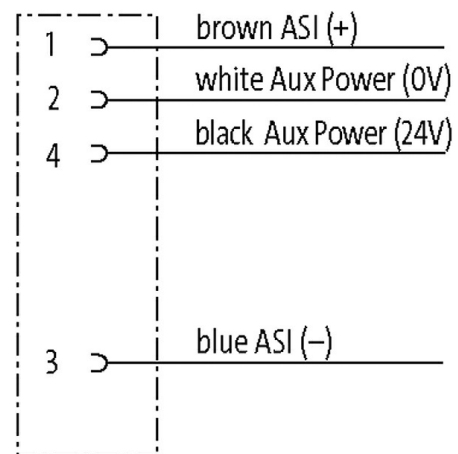 1 brown ASI (+)
2 white Aux Power (0V)
4 black Aux Power (24V)
3 blue ASI (–)